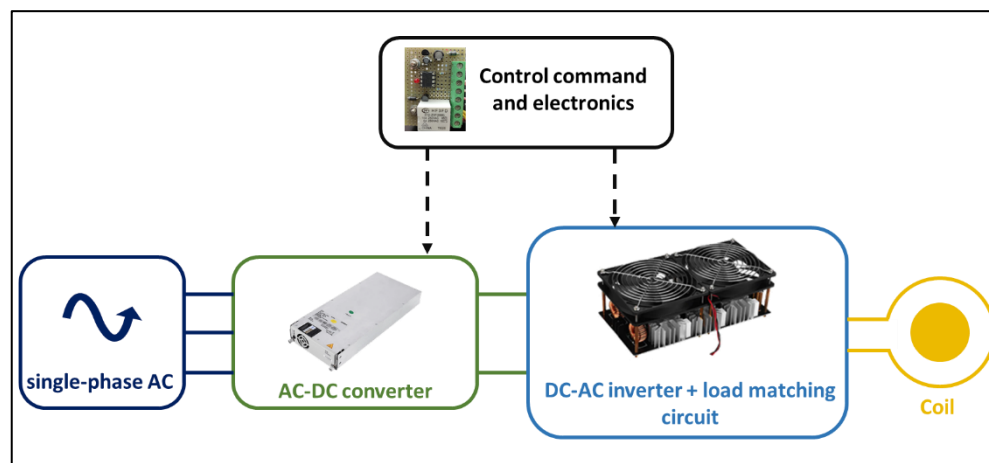 Control command
and electronics
single-phase AC
AC-DC converter
DC-AC inverter + load matching
circuit
Coil